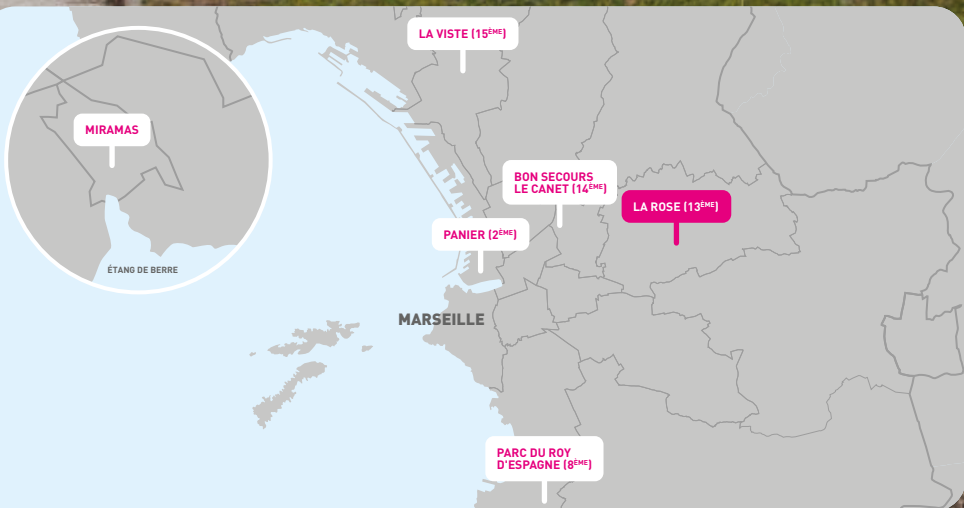 LA VISTE (15ÈME)
MIRAMAS
BON SECOURS
LE CANET (14ÈME)
LA ROSE (13ÈME)
PANIER (2ÈME)
ÉTANG DE BERRE
MARSEILLE
PARC DU ROY
D'ESPAGNE (8ÈME)